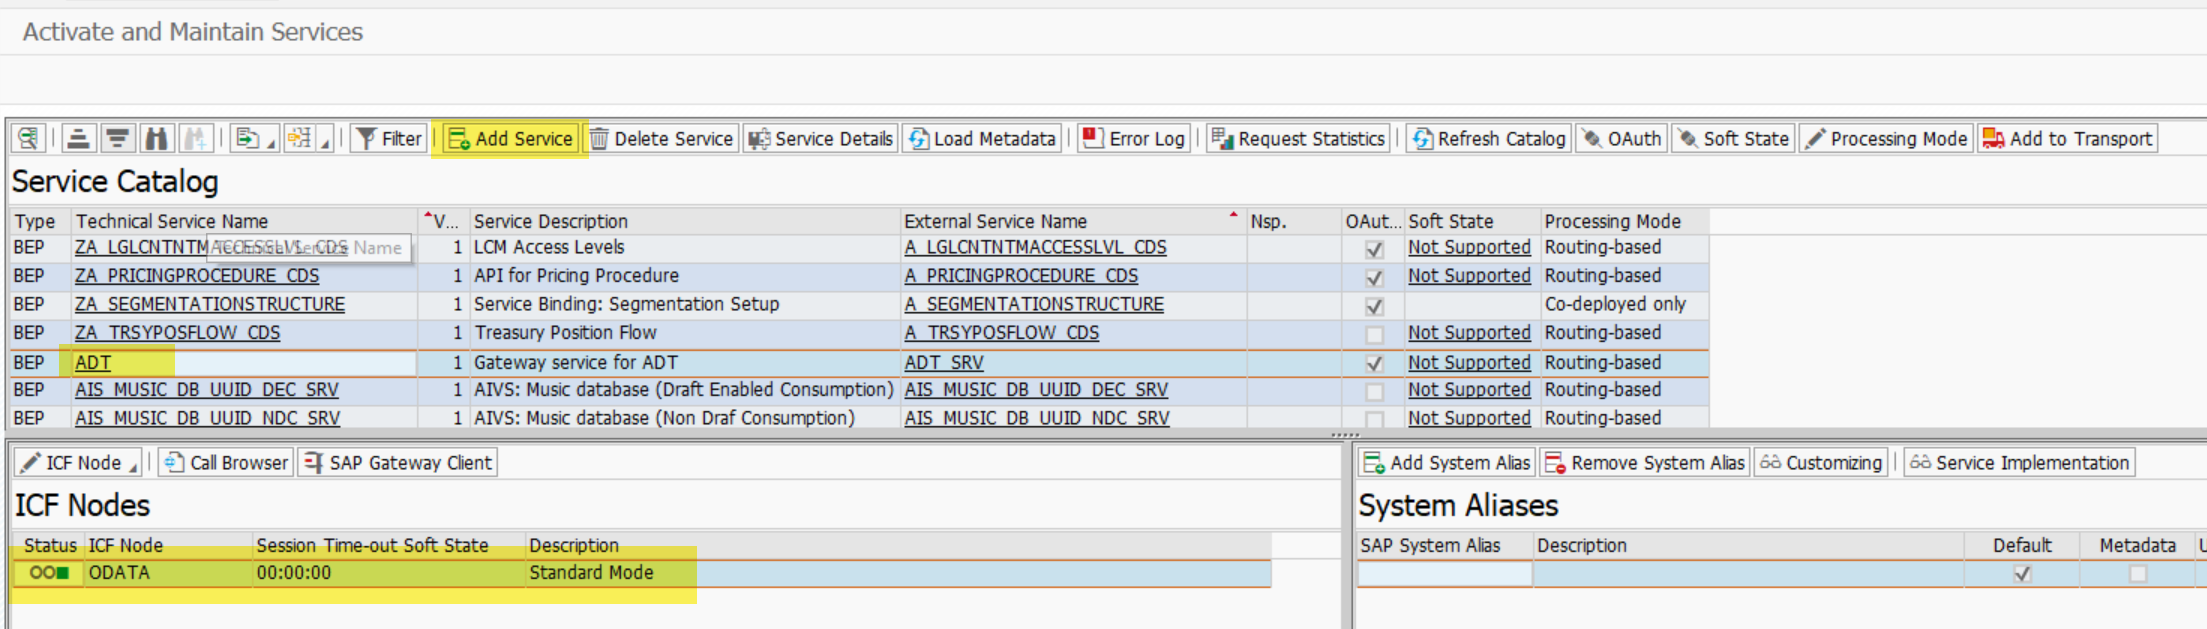 Activate and Maintain Services
Filter Add Service Delete Service Service Details Load Metadata Error Log Request Statistics Refresh Catalog OAuth Soft State Processing Mode Add to Transport
Service Catalog
Type Technical Service Name V... Service Description External Service Name Nsp. OAut... Soft State Processing Mode
BEP ZA_LGLCNTNTMACCESSLVL_CDS 1 LCM Access Levels A_LGLCNTNTMACCESSLVL_CDS Not Supported Routing-based
Technical Service Name
BEP ZA_PRICINGPROCEDURE_CDS 1 API for Pricing Procedure A_PRICINGPROCEDURE_CDS Not Supported Routing-based
BEP ZA_SEGMENTATIONSTRUCTURE 1 Service Binding: Segmentation Setup A_SEGMENTATIONSTRUCTURE Co-deployed only
BEP ZA_TRSYPOSFLOW_CDS 1 Treasury Position Flow A_TRSYPOSFLOW_CDS Not Supported Routing-based
BEP ADT 1 Gateway service for ADT ADT_SRV Not Supported Routing-based
BEP AIS_MUSIC_DB_UUID_DEC_SRV 1 AIVS: Music database (Draft Enabled Consumption) AIS_MUSIC_DB_UUID_DEC_SRV Not Supported Routing-based
BEP AIS_MUSIC_DB_UUID_NDC_SRV 1 AIVS: Music database (Non Draf Consumption) AIS_MUSIC_DB_UUID_NDC_SRV Not Supported Routing-based
ICF Node Call Browser SAP Gateway Client
ICF Nodes
Status ICF Node Session Time-out Soft State Description
ODATA 00:00:00 Standard Mode
Add System Alias Remove System Alias Customizing Service Implementation
System Aliases
SAP System Alias Description Default Metadata U